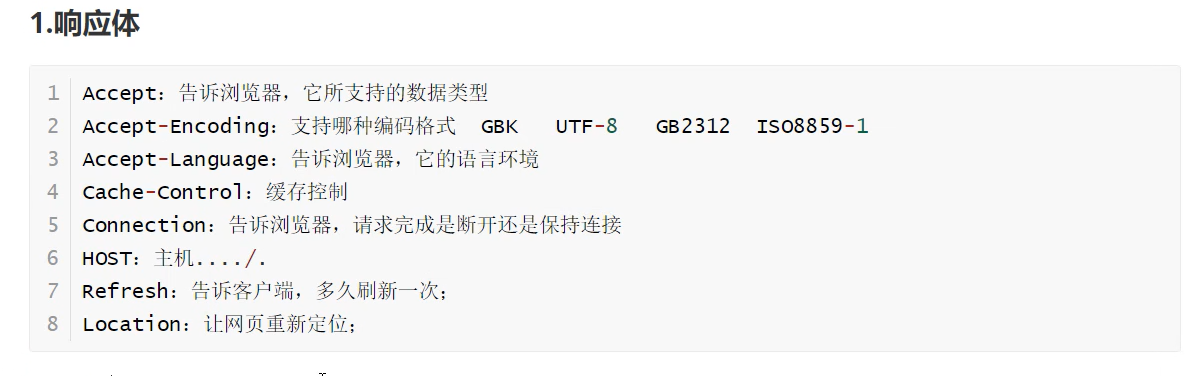 1.响应体
1 Accept：告诉浏览器，它所支持的数据类型
2 Accept-Encoding：支持哪种编码格式 GBK UTF-8 GB2312 ISO8859-1
3 Accept-Language：告诉浏览器，它的语言环境
4 Cache-Control：缓存控制
5 Connection：告诉浏览器，请求完成是断开还是保持连接
6 HOST：主机..../.
7 Refresh：告诉客户端，多久刷新一次；
8 Location：让网页重新定位；